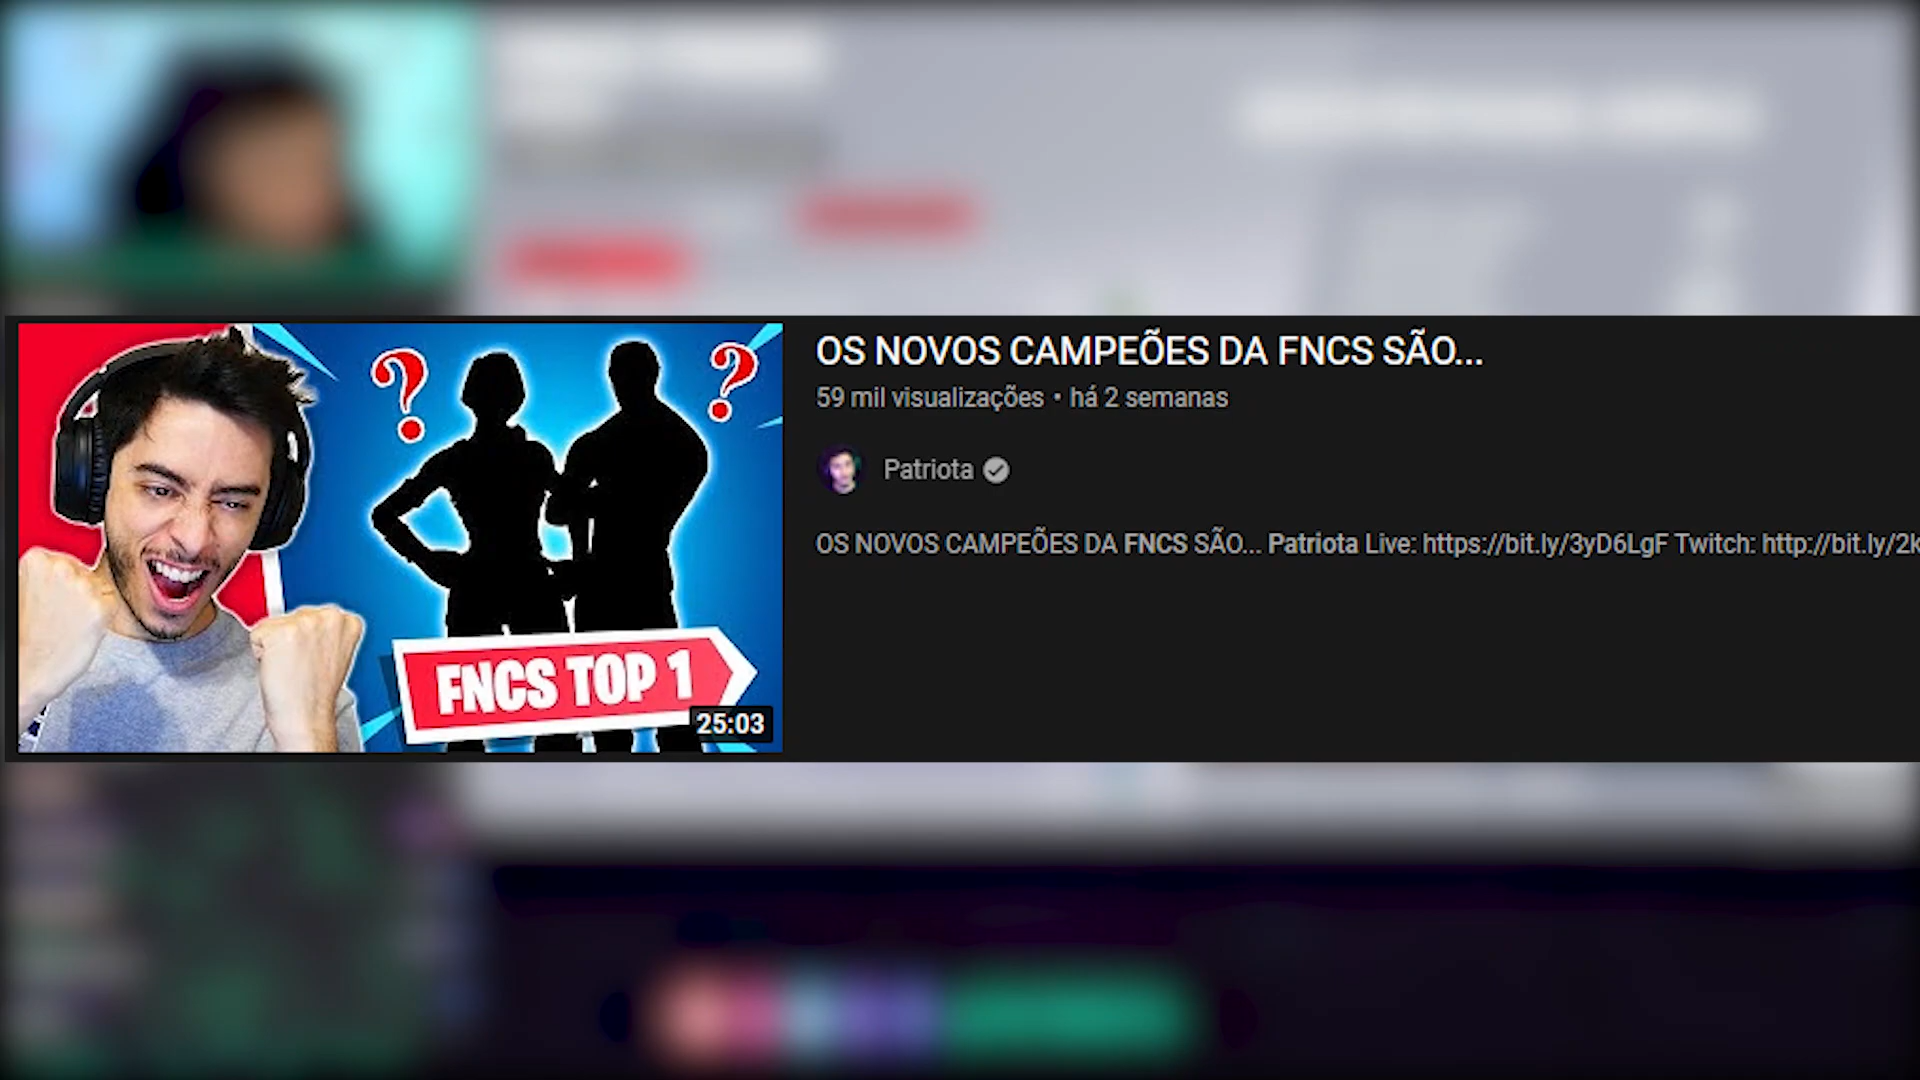 OS NOVOS CAMPEÕES DA FNCS SÃO...
59 mil visualizações • há 2 semanas
Patriota
OS NOVOS CAMPEÕES DA FNCS SÃO... Patriota Live: https://bit.ly/3yD6LgF Twitch: http://bit.ly/2k
? ?
FNCS TOP 1
25:03